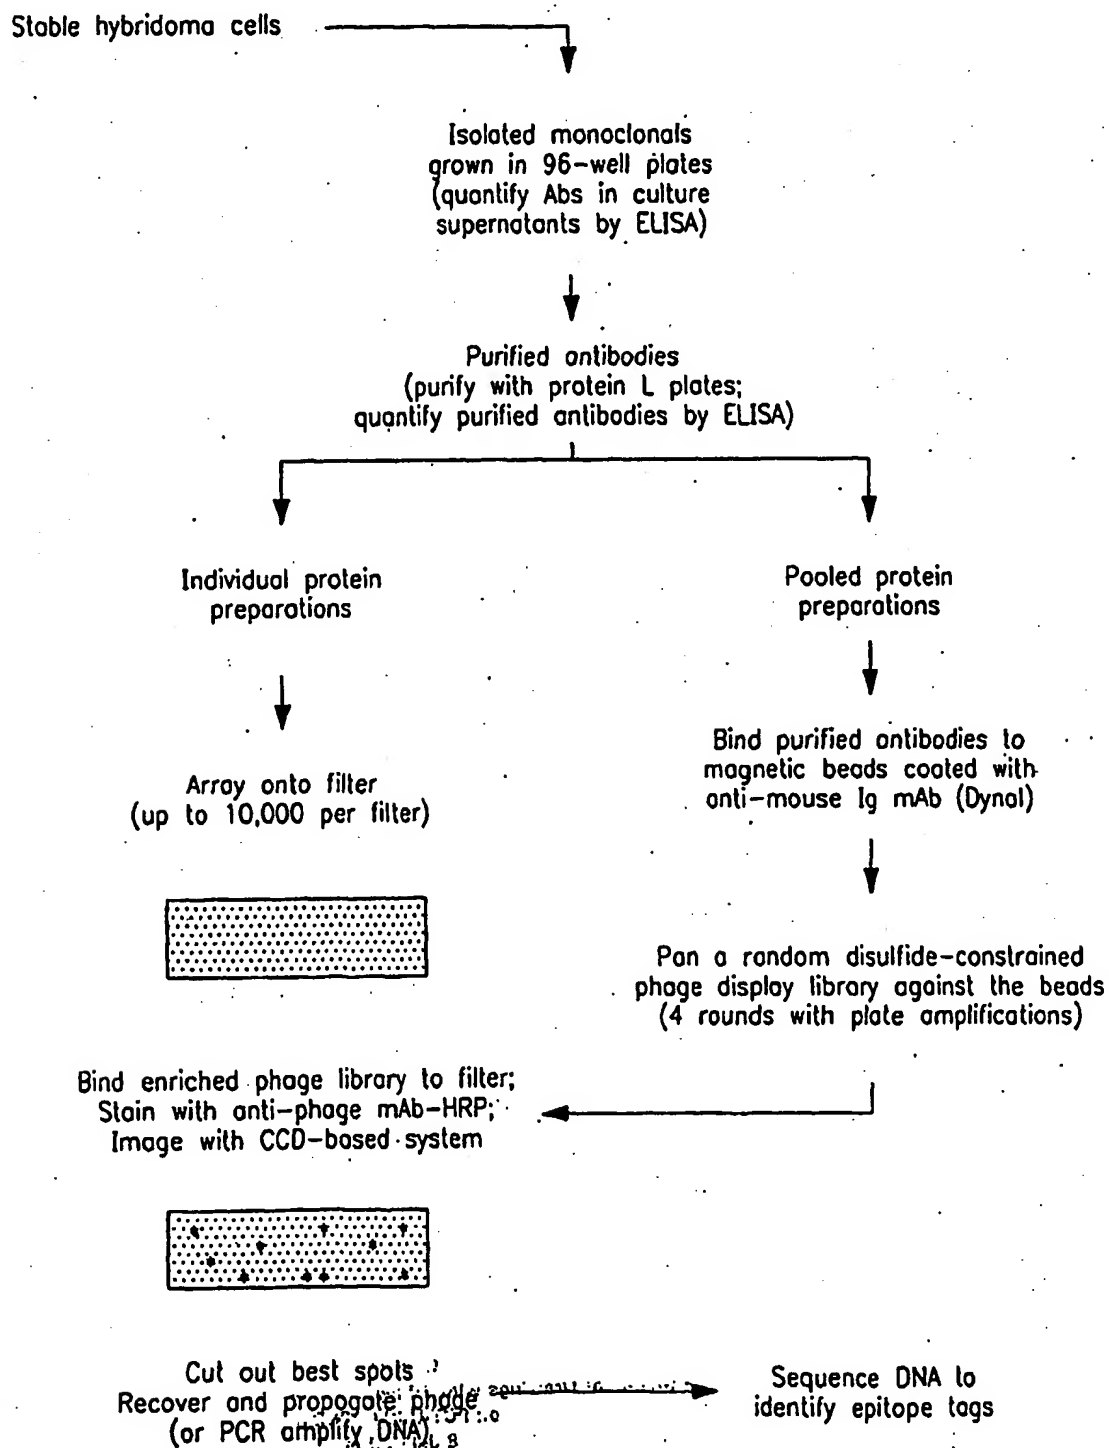 Stable hybridoma cells
Isolated monoclonals
grown in 96-well plates
(quantify Abs in culture
supernatants by ELISA)
Purified antibodies
(purify with protein L plates;
quantify purified antibodies by ELISA)
Individual protein
preparations
Pooled protein
preparations
Array onto filter
(up to 10,000 per filter)
Bind purified antibodies to
magnetic beads coated with
anti-mouse Ig mAb (Dynal)
Pan a random disulfide-constrained
phage display library against the beads
(4 rounds with plate amplifications)
Bind enriched phage library to filter;
Stain with anti-phage mAb-HRP;
Image with CCD-based system
Cut out best spots
Recover and propogate phage
(or PCR amplify DNA)
Sequence DNA to
identify epitope tags